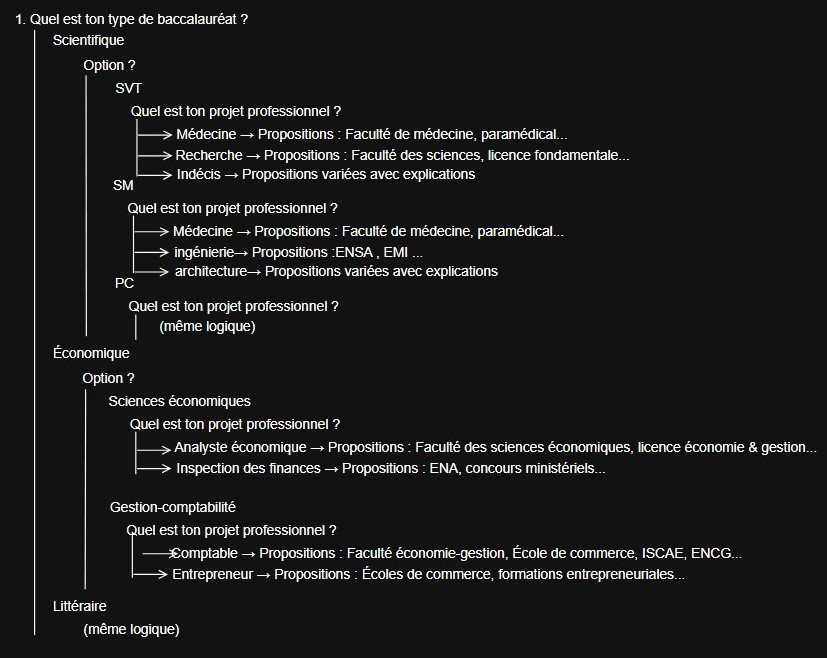 1. Quel est ton type de baccalauréat ?
Scientifique
Option ?
SVT
Quel est ton projet professionnel ?
Médecine → Propositions : Faculté de médecine, paramédical...
Recherche → Propositions : Faculté des sciences, licence fondamentale...
Indécis → Propositions variées avec explications
SM
Quel est ton projet professionnel ?
Médecine → Propositions : Faculté de médecine, paramédical...
ingénierie→ Propositions :ENSA , EMI ...
architecture→ Propositions variées avec explications
PC
Quel est ton projet professionnel ?
(même logique)
Économique
Option ?
Sciences économiques
Quel est ton projet professionnel ?
Analyste économique → Propositions : Faculté des sciences économiques, licence économie & gestion...
Inspection des finances → Propositions : ENA, concours ministériels...
Gestion-comptabilité
Quel est ton projet professionnel ?
Comptable → Propositions : Faculté économie-gestion, École de commerce, ISCAE, ENCG...
Entrepreneur → Propositions : Écoles de commerce, formations entrepreneuriales...
Littéraire
(même logique)